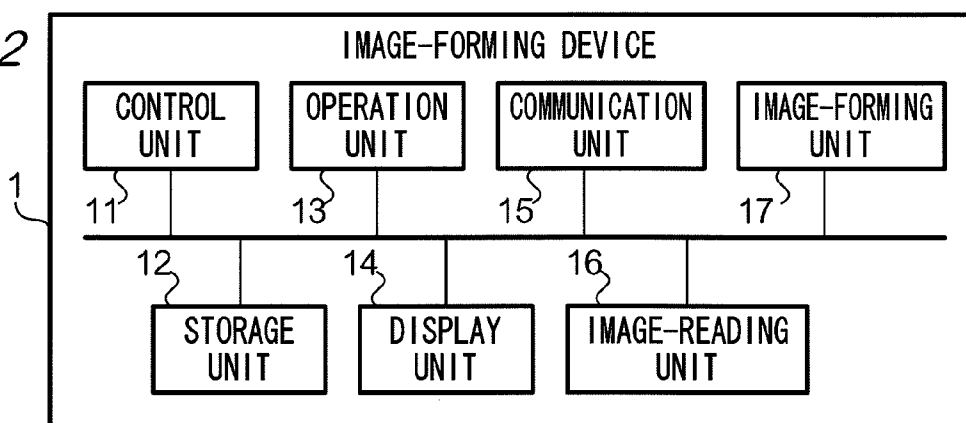 2
IMAGE-FORMING DEVICE
CONTROL
UNIT
OPERATION
UNIT
COMMUNICATION
UNIT
IMAGE-FORMING
UNIT
1
11
13
15
17
12
14
16
STORAGE
UNIT
DISPLAY
UNIT
IMAGE-READING
UNIT